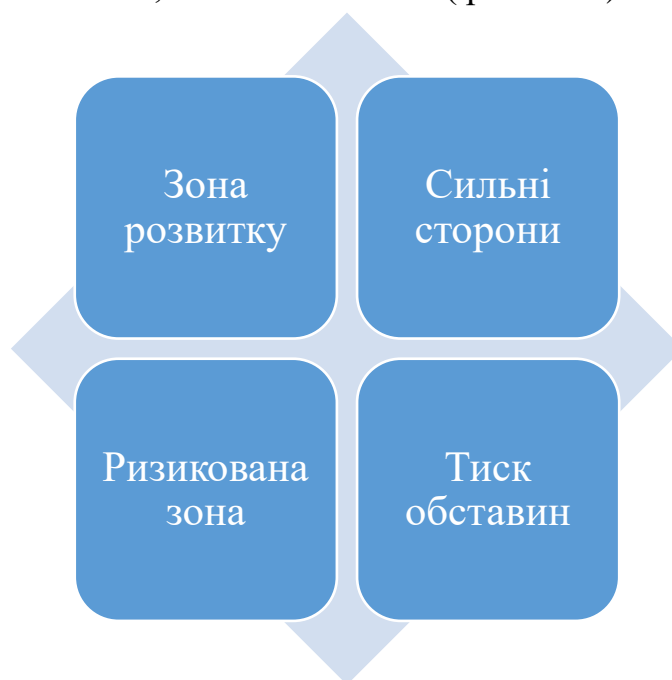 Зона
розвитку
Сильні
сторони
Ризикована
зона
Тиск
обставин